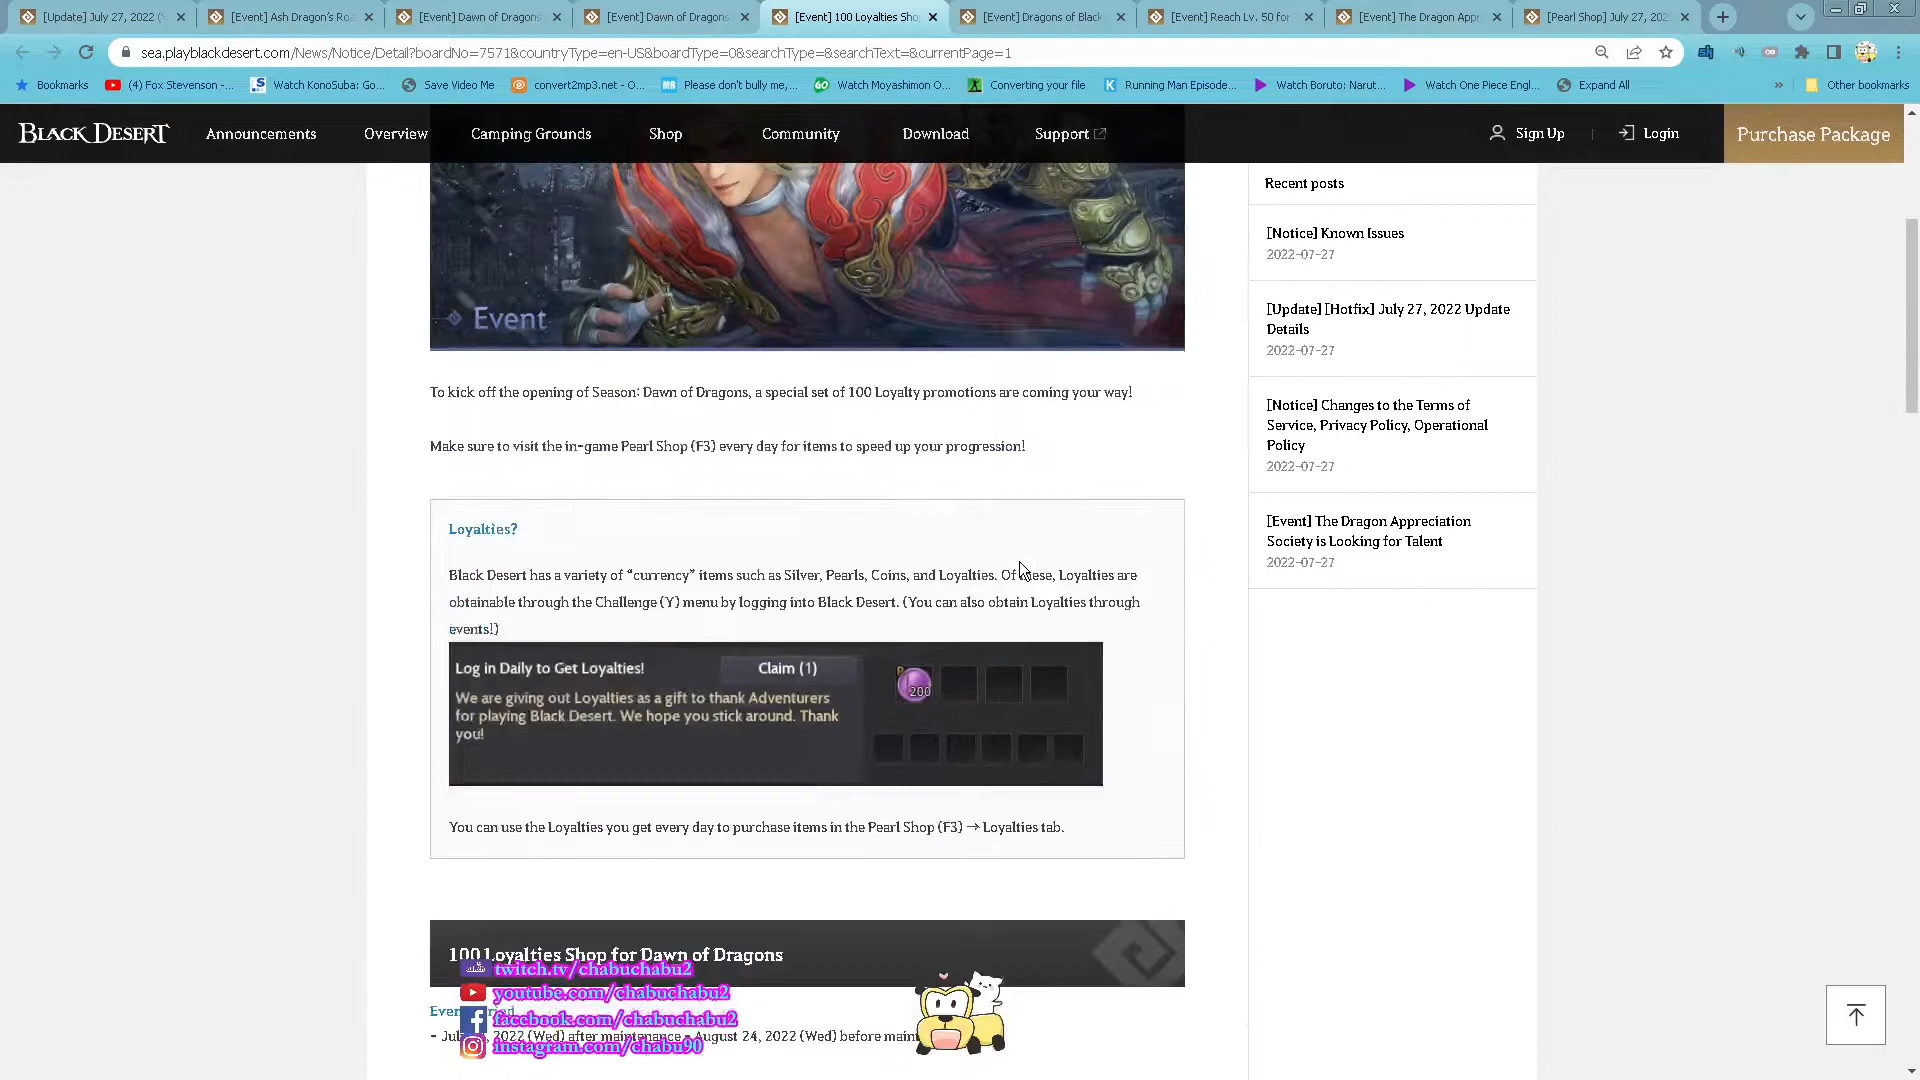 [Update] July 27, 2022 (
[Event] Ash Dragon's Roa
[Event] Dawn of Dragons
[Event] Dawn of Dragons
[Event] 100 Loyalties Sho
[Event] Dragons of Black
[Event] Reach Lv. 50 for
[Event] The Dragon App
[Pearl Shop] July 27, 202
sea.playblackdesert.com/News/Notice/Detail?boardNo=7571&countryType=en-US&boardType=0&searchType=&searchText=&currentPage=1
Bookmarks
(4) Fox Stevenson -...
Watch KonoSuba: Go...
Save Video Me
convert2mp3.net - O...
Please don't bully me,...
Watch Moyashimon O...
Converting your file
Running Man Episode...
Watch Boruto: Narut...
Watch One Piece Engl...
Expand All
»
Other bookmarks
BLACK DESERT
Announcements
Overview
Camping Grounds
Shop
Community
Download
Support
Sign Up
Login
Purchase Package
Event
To kick off the opening of Season: Dawn of Dragons, a special set of 100 Loyalty promotions are coming your way!
Make sure to visit the in-game Pearl Shop (F3) every day for items to speed up your progression!
Loyalties?
Black Desert has a variety of “currency” items such as Silver, Pearls, Coins, and Loyalties. Of these, Loyalties are
obtainable through the Challenge (Y) menu by logging into Black Desert. (You can also obtain Loyalties through
events!)
Log in Daily to Get Loyalties!
Claim (1)
We are giving out Loyalties as a gift to thank Adventurers
for playing Black Desert. We hope you stick around. Thank
you!
200
You can use the Loyalties you get every day to purchase items in the Pearl Shop (F3) → Loyalties tab.
100 Loyalties Shop for Dawn of Dragons
twitch.tv/chabuchabu2
youtube.com/chabuchabu2
facebook.com/chabuchabu2
instagram.com/chabu90
2022 (Wed) after maintenance - August 24, 2022 (Wed) before
Recent posts
[Notice] Known Issues
2022-07-27
[Update] [Hotfix] July 27, 2022 Update
Details
2022-07-27
[Notice] Changes to the Terms of
Service, Privacy Policy, Operational
Policy
2022-07-27
[Event] The Dragon Appreciation
Society is Looking for Talent
2022-07-27